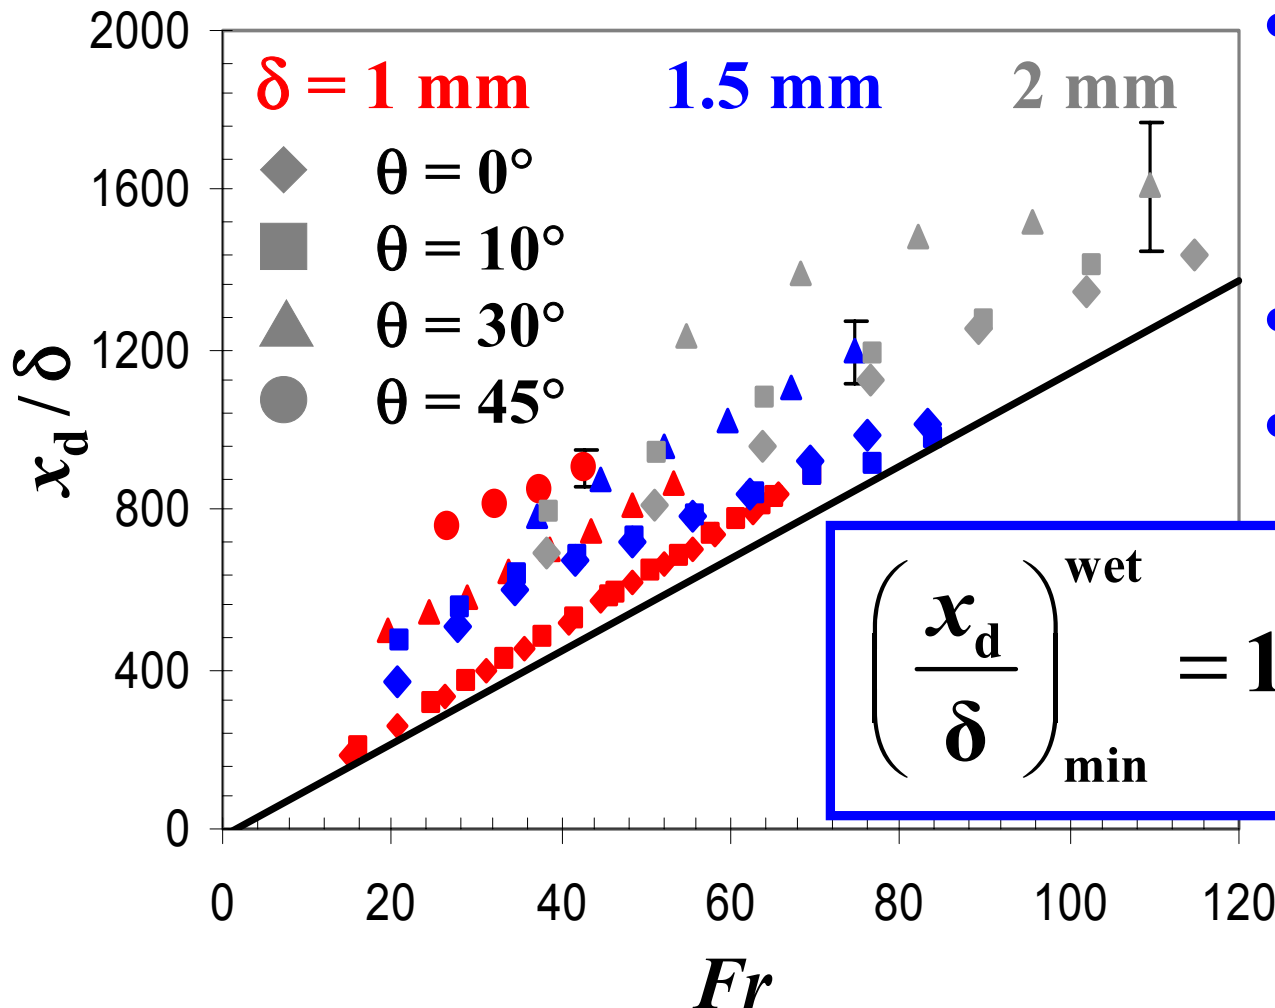 2000
1600
1200
800
400
0
x_d / δ
δ = 1 mm 1.5 mm 2 mm
θ = 0°
θ = 10°
θ = 30°
θ = 45°
(x_d / δ)^wet_min = 1
0 20 40 60 80 100 120
Fr